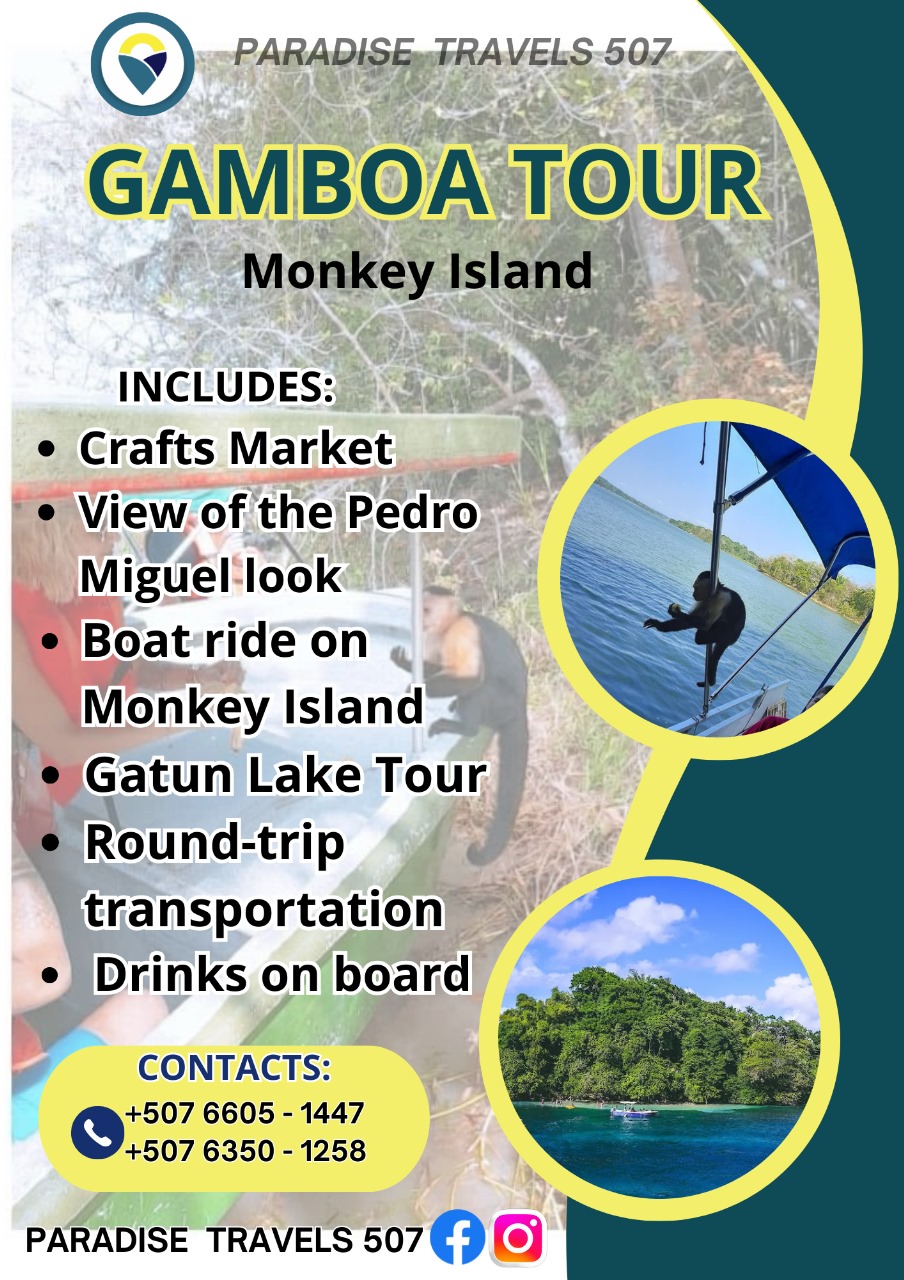 PARADISE TRAVELS 507
GAMBOA TOUR
Monkey Island
INCLUDES:
• Crafts Market
• View of the Pedro
Miguel look
• Boat ride on
Monkey Island
• Gatun Lake Tour
• Round-trip
transportation
• Drinks on board
CONTACTS:
+507 6605 - 1447
+507 6350 - 1258
PARADISE TRAVELS 507